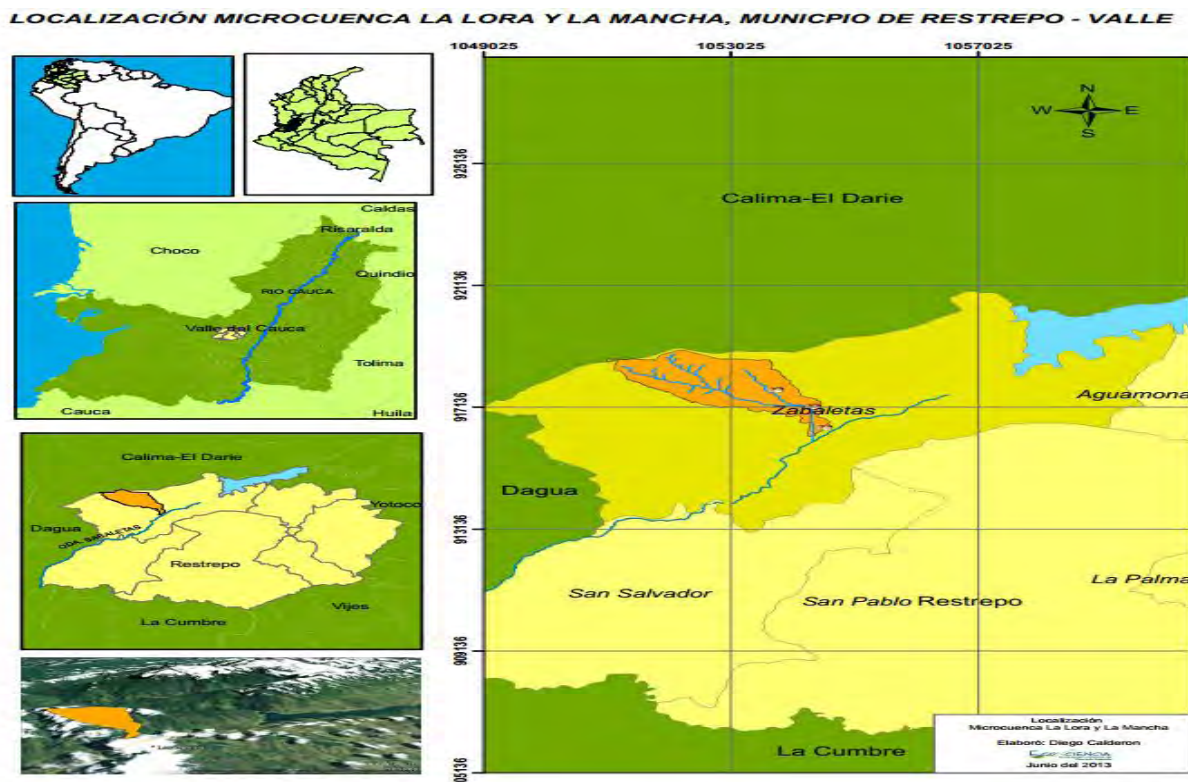 LOCALIZACIÓN MICROCUENCA LA LORA Y LA MANCHA, MUNICPIO DE RESTREPO - VALLE
1049025
1053025
1057025
N
W
E
S
925136
921136
917136
913136
909136
05136
Caldas
Risaralda
Choco
Quindio
RIO CAUCA
Valle del Cauca
Tolima
Cauca
Huila
Calima-El Darie
Yotoco
Dagua
QDA. ZABALETAS
Restrepo
Vijes
La Cumbre
Calima-El Darie
Zabaletas
Aguamona
Dagua
San Salvador
San Pablo
Restrepo
La Palma
La Cumbre
Localización
Microcuenca La Lora y La Mancha
Elaboró: Diego Calderon
Junio del 2013